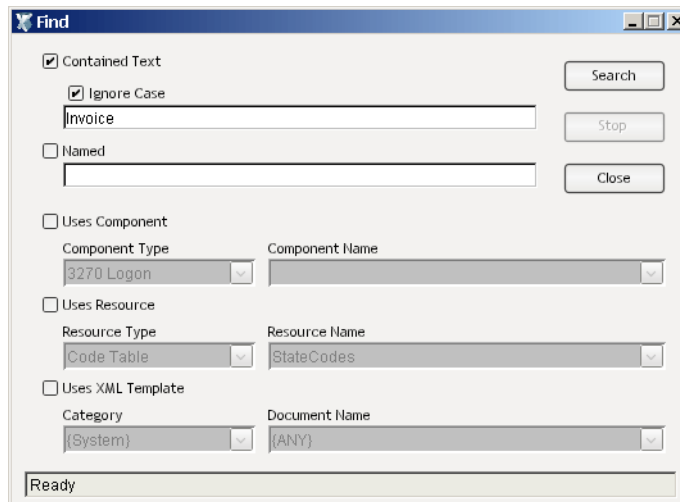 Find
Contained Text
Ignore Case
Invoice
Named
Search
Stop
Close
Uses Component
Component Type Component Name
3270 Logon
Uses Resource
Resource Type Resource Name
Code Table StateCodes
Uses XML Template
Category Document Name
{System} {ANY}
Ready